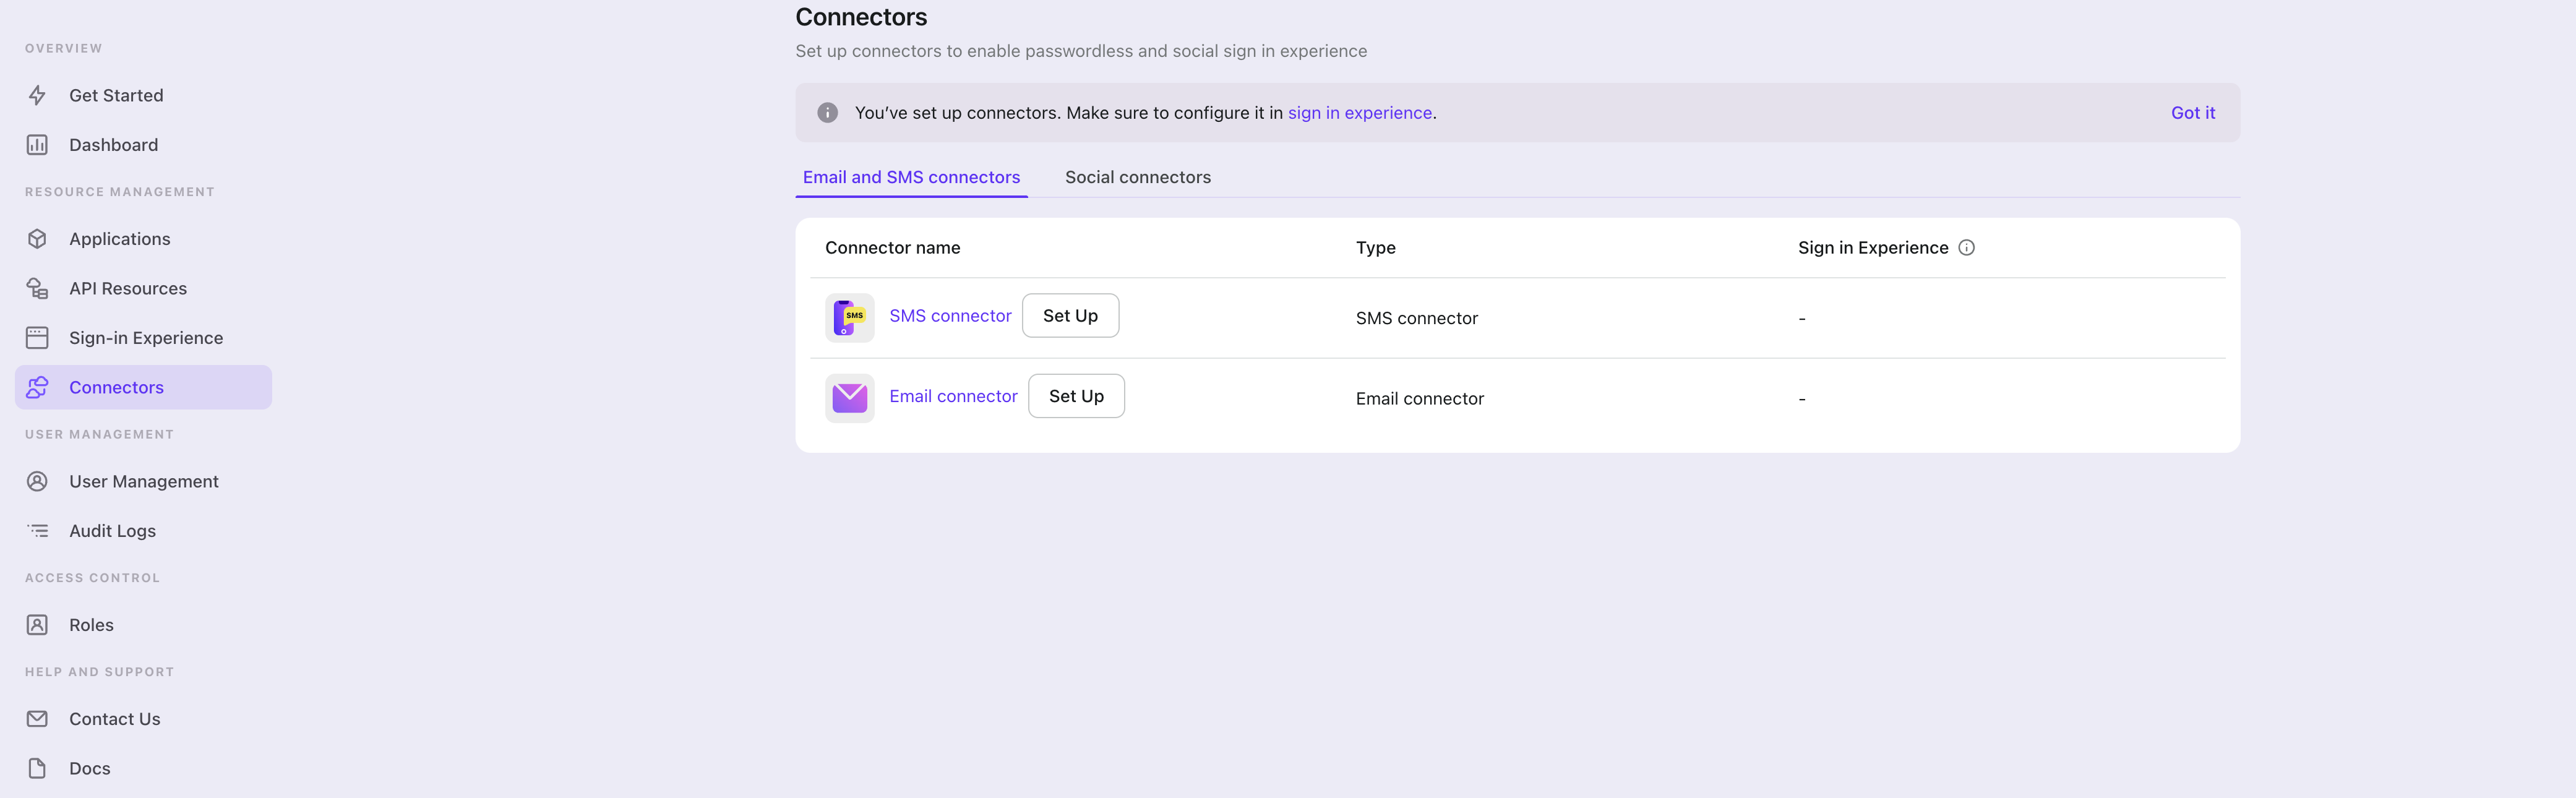 OVERVIEW
Get Started
Dashboard
RESOURCE MANAGEMENT
Applications
API Resources
Sign-in Experience
Connectors
USER MANAGEMENT
User Management
Audit Logs
ACCESS CONTROL
Roles
HELP AND SUPPORT
Contact Us
Docs
Connectors
Set up connectors to enable passwordless and social sign in experience
You’ve set up connectors. Make sure to configure it in sign in experience. Got it
Email and SMS connectors Social connectors
Connector name Type Sign in Experience
SMS SMS connector Set Up SMS connector -
Email connector Set Up Email connector -